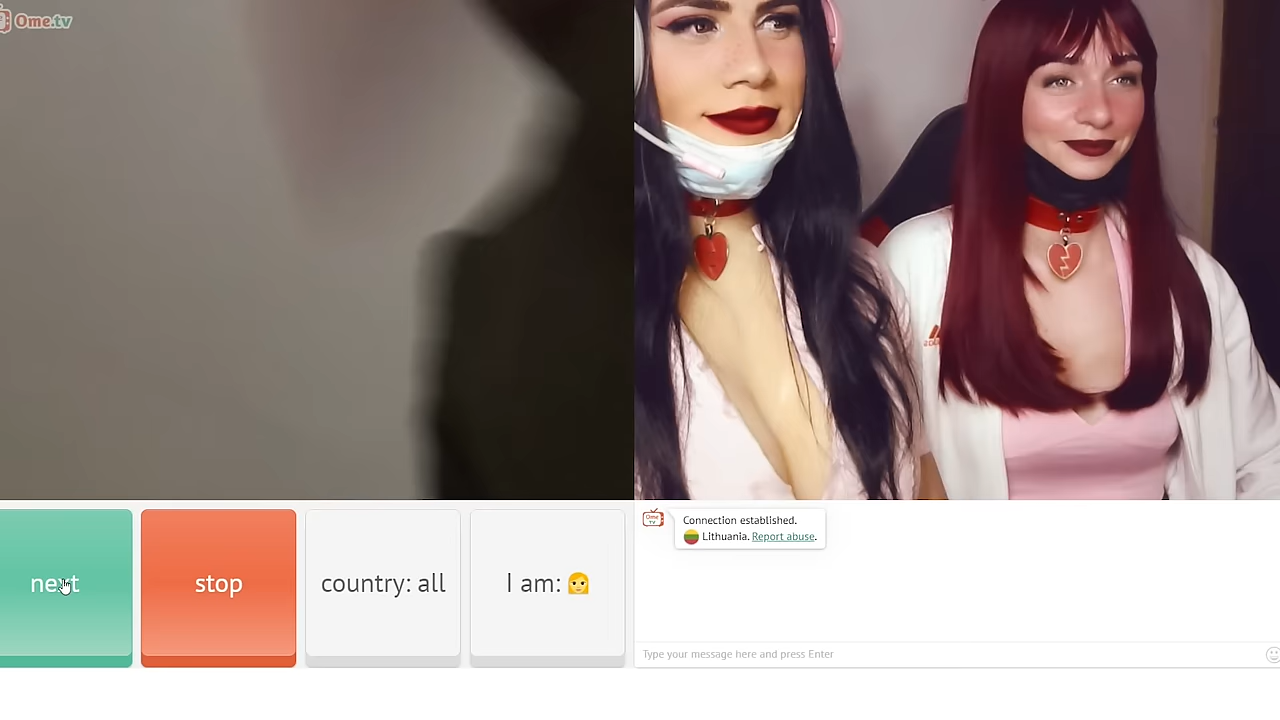 Ome.tv
next
stop
country: all
I am:
Connection established.
Lithuania. Report abuse.
Type your message here and press Enter